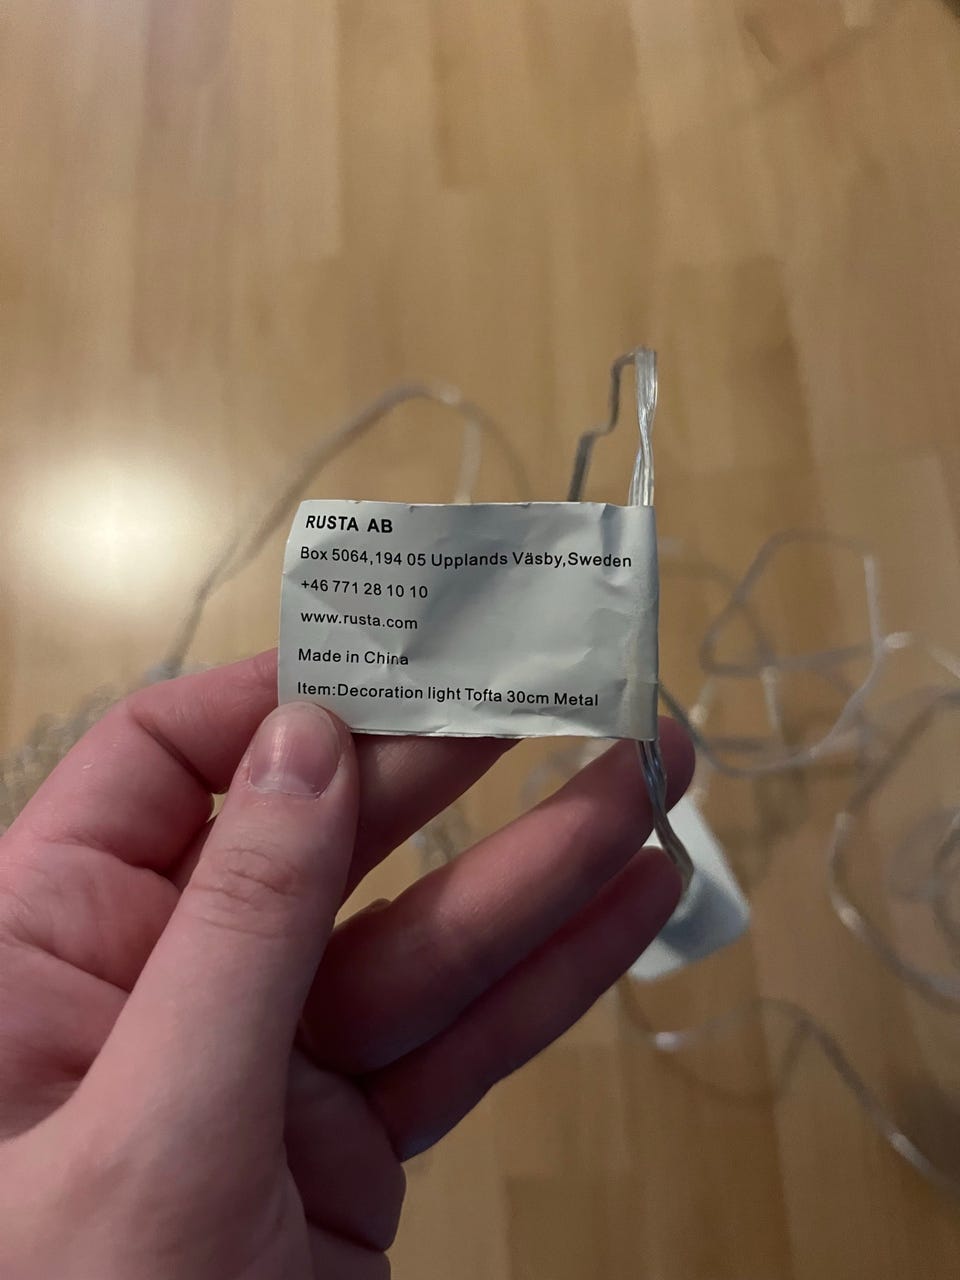 RUSTA AB
Box 5064,194 05 Upplands Väsby,Sweden
+46 771 28 10 10
www.rusta.com
Made in China
Item:Decoration light Tofta 30cm Metal